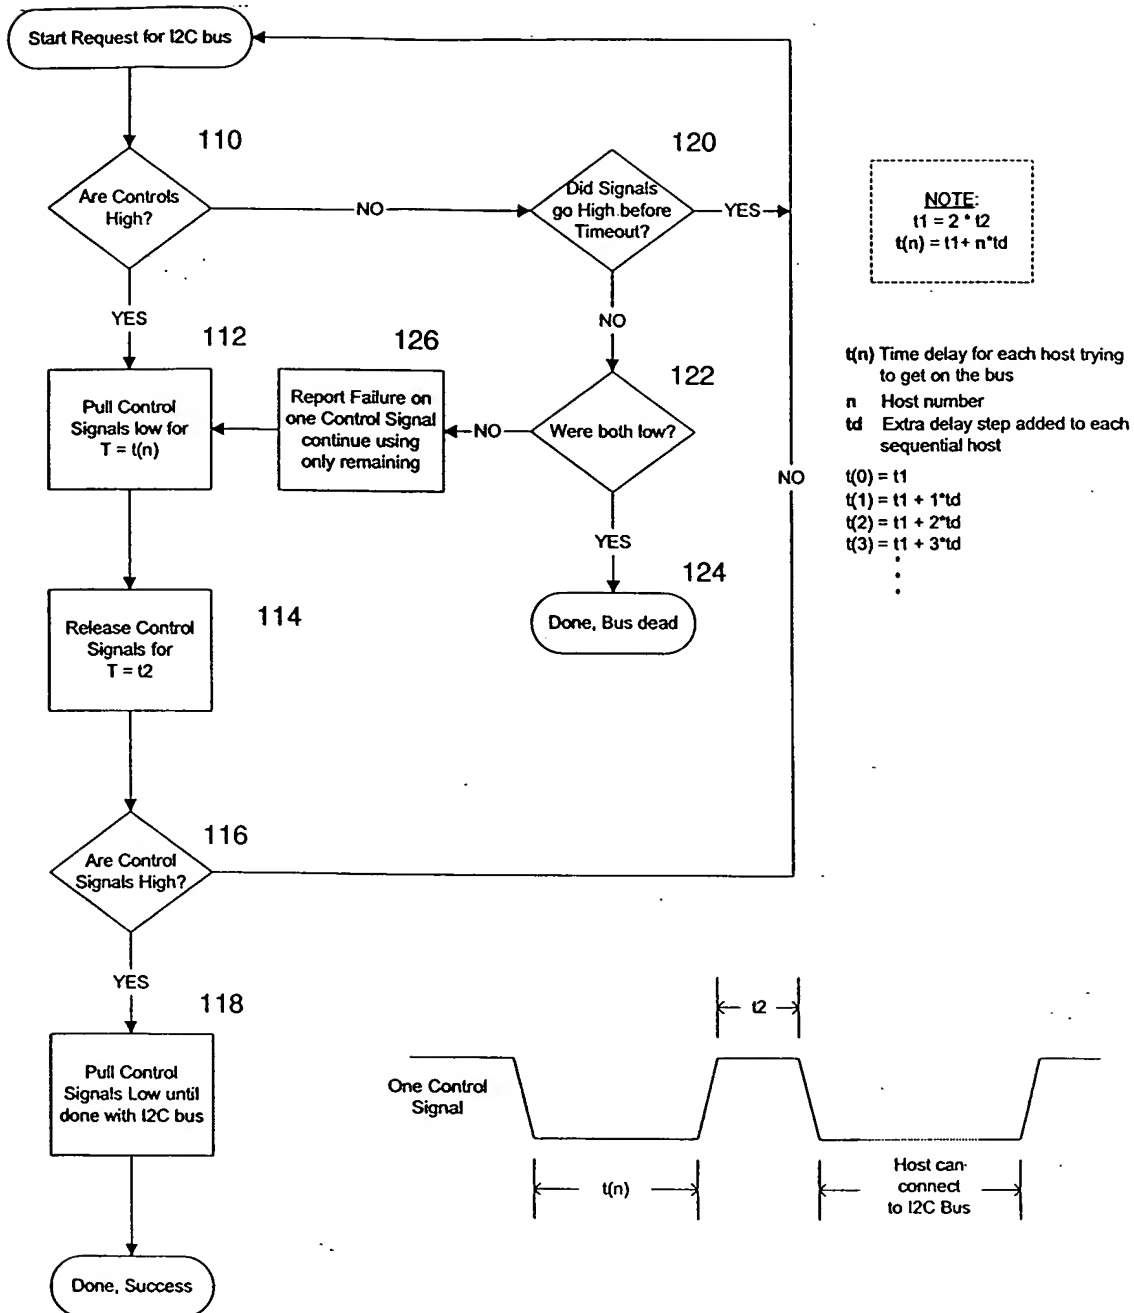 Start Request for I2C bus
110
Are Controls
High?
NO
120
Did Signals
go High before
Timeout?
YES
NOTE:
t1 = 2 * t2
t(n) = t1+ n*td
YES
112
Pull Control
Signals low for
T = t(n)
126
Report Failure on
one Control Signal
continue using
only remaining
NO
NO
122
Were both low?
YES
124
Done, Bus dead
NO
t(n) Time delay for each host trying
to get on the bus
n Host number
td Extra delay step added to each
sequential host
t(0) = t1
t(1) = t1 + 1*td
t(2) = t1 + 2*td
t(3) = t1 + 3*td
114
Release Control
Signals for
T = t2
116
Are Control
Signals High?
YES
118
Pull Control
Signals Low until
done with I2C bus
Done, Success
One Control
Signal
t2
t(n)
Host can
connect
to I2C Bus